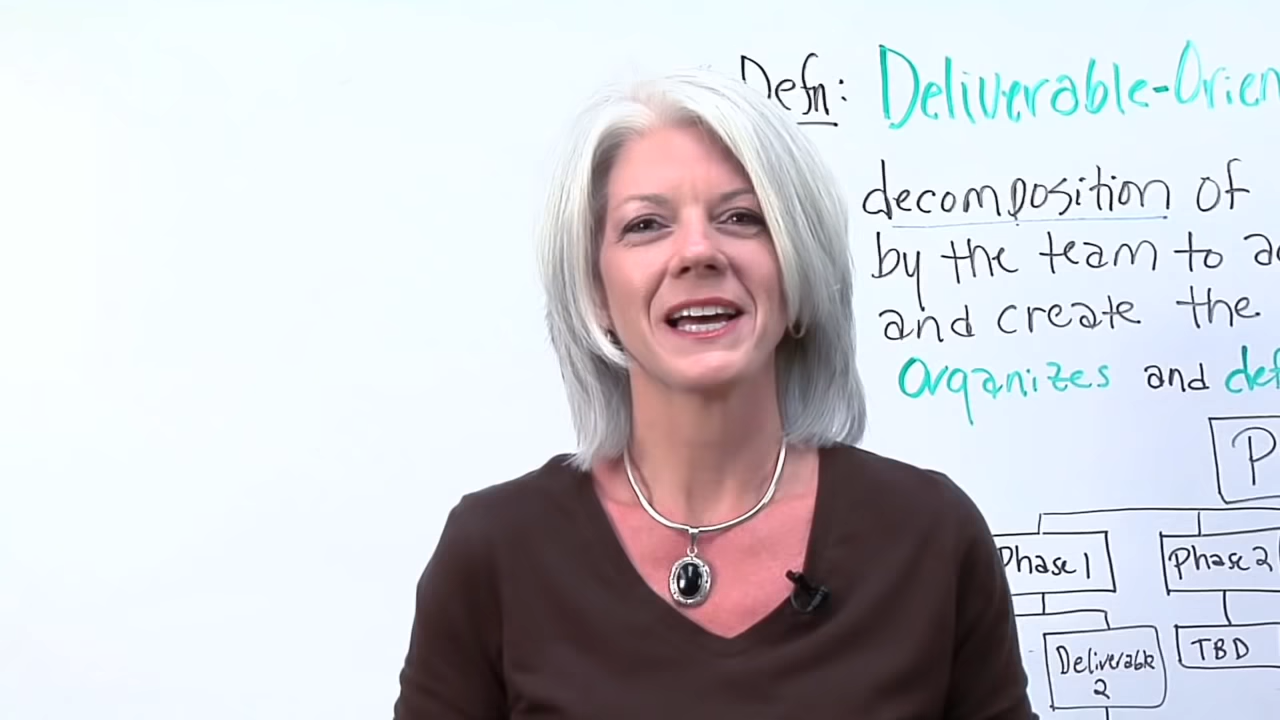 Defn: Deliverable-Orien
decomposition of
by the team to a
and create the
organizes and def
P
Phase 1 Phase 2
Deliverable 2 TBD